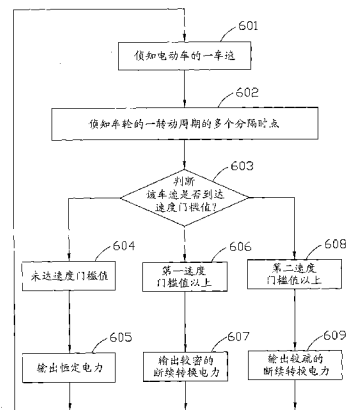 601
侦知电动车的一车速
602
侦知车轮的一转动周期的多个分隔时点
603
判断
该车速是否到达
速度门槛值?
604
未达速度门槛值
606
第一速度
门槛值以上
608
第二速度
门槛值以上
605
输出恒定电力
607
输出较密的
断续转换电力
609
输出较疏的
断续转换电力